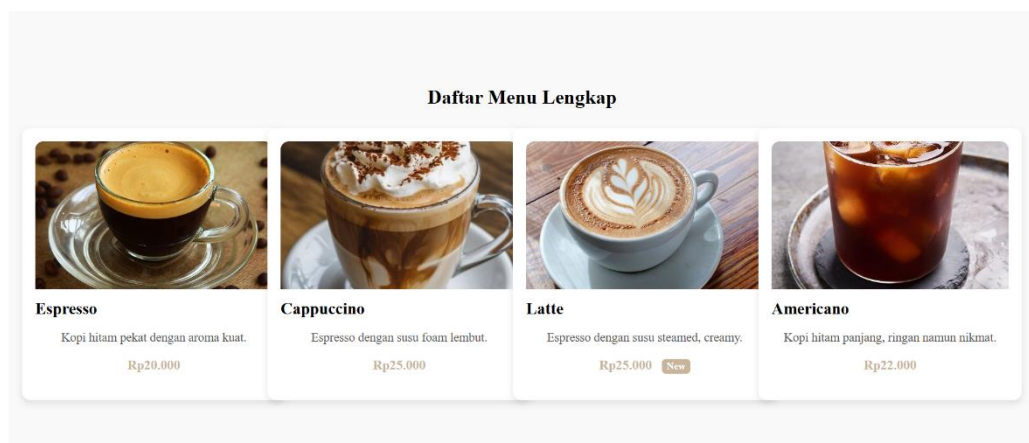 Daftar Menu Lengkap
Espresso
Kopi hitam pekat dengan aroma kuat.
Rp20.000
Cappuccino
Espresso dengan susu foam lembut.
Rp25.000
Latte
Espresso dengan susu steamed, creamy.
Rp25.000 New
Americano
Kopi hitam panjang, ringan namun nikmat.
Rp22.000